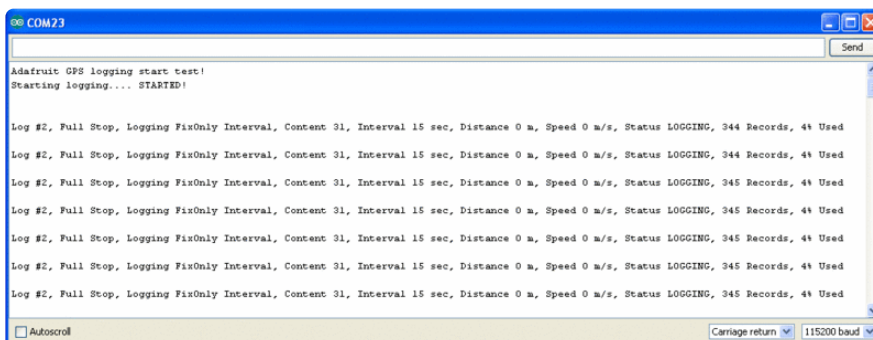 COM23
Send
Adafruit GPS logging start test!
Starting logging.... STARTED!
Log #2, Full Stop, Logging FixOnly Interval, Content 31, Interval 15 sec, Distance 0 m, Speed 0 m/s, Status LOGGING, 344 Records, 4% Used
Log #2, Full Stop, Logging FixOnly Interval, Content 31, Interval 15 sec, Distance 0 m, Speed 0 m/s, Status LOGGING, 344 Records, 4% Used
Log #2, Full Stop, Logging FixOnly Interval, Content 31, Interval 15 sec, Distance 0 m, Speed 0 m/s, Status LOGGING, 345 Records, 4% Used
Log #2, Full Stop, Logging FixOnly Interval, Content 31, Interval 15 sec, Distance 0 m, Speed 0 m/s, Status LOGGING, 345 Records, 4% Used
Log #2, Full Stop, Logging FixOnly Interval, Content 31, Interval 15 sec, Distance 0 m, Speed 0 m/s, Status LOGGING, 345 Records, 4% Used
Log #2, Full Stop, Logging FixOnly Interval, Content 31, Interval 15 sec, Distance 0 m, Speed 0 m/s, Status LOGGING, 345 Records, 4% Used
Log #2, Full Stop, Logging FixOnly Interval, Content 31, Interval 15 sec, Distance 0 m, Speed 0 m/s, Status LOGGING, 345 Records, 4% Used
Autoscroll
Carriage return
115200 baud